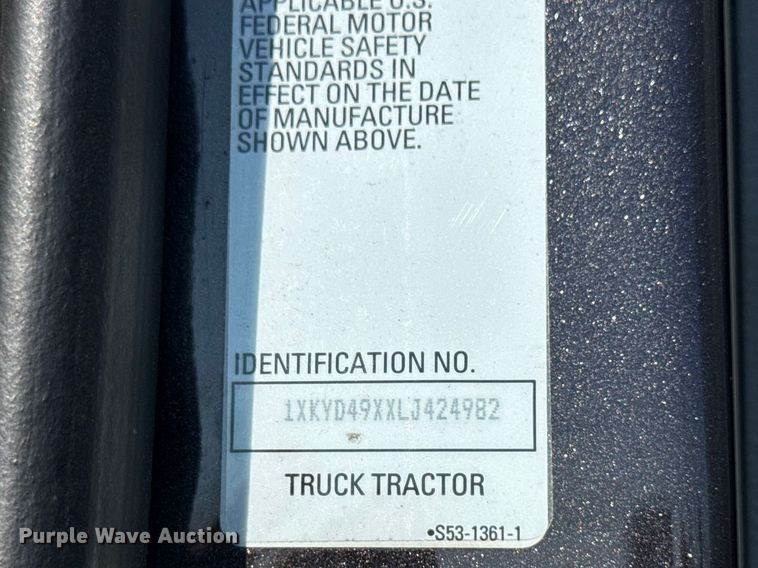 APPLICABLE U.S.
FEDERAL MOTOR
VEHICLE SAFETY
STANDARDS IN
EFFECT ON THE DATE
OF MANUFACTURE
SHOWN ABOVE.
IDENTIFICATION NO.
1XKYD49XXLJ424982
TRUCK TRACTOR
•S53-1361-1
Purple Wave Auction